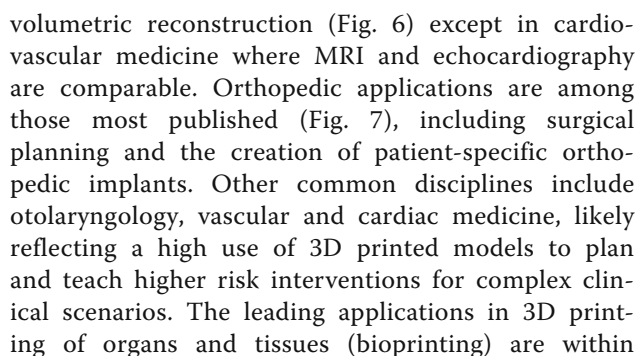 volumetric reconstruction (Fig. 6) except in cardio-
vascular medicine where MRI and echocardiography
are comparable. Orthopedic applications are among
those most published (Fig. 7), including surgical
planning and the creation of patient-specific ortho-
pedic implants. Other common disciplines include
otolaryngology, vascular and cardiac medicine, likely
reflecting a high use of 3D printed models to plan
and teach higher risk interventions for complex clin-
ical scenarios. The leading applications in 3D print-
ing of organs and tissues (bioprinting) are within